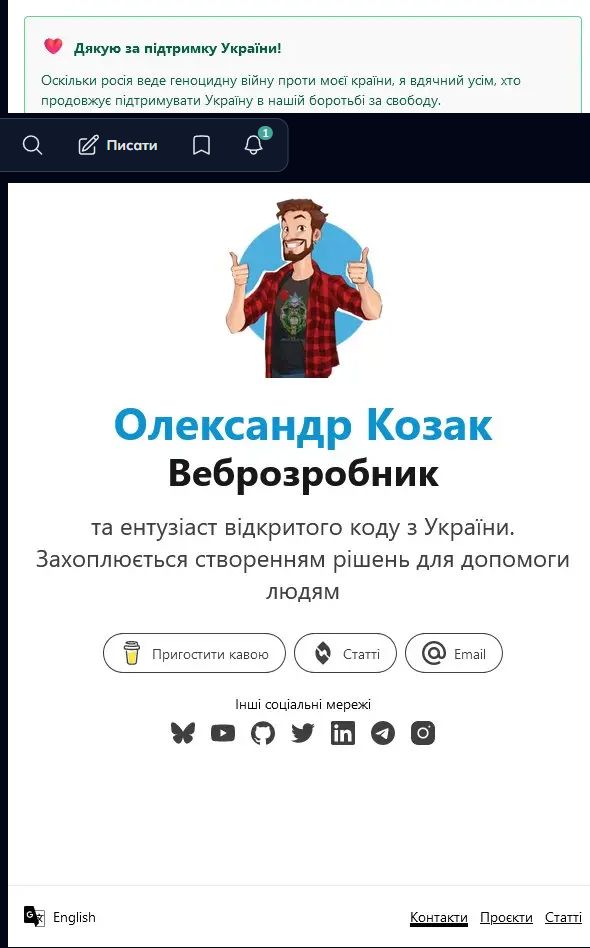 Дякую за підтримку України!
Оскільки росія веде геноцидну війну проти моєї країни, я вдячний усім, хто
продовжує підтримувати Україну в нашій боротьбі за свободу.
Писати
1
Олександр Козак
Веброзробник
та ентузіаст відкритого коду з України.
Захоплюється створенням рішень для допомоги
людям
Пригостити кавою Статті Email
Інші соціальні мережі
English Контакти Проєкти Статті